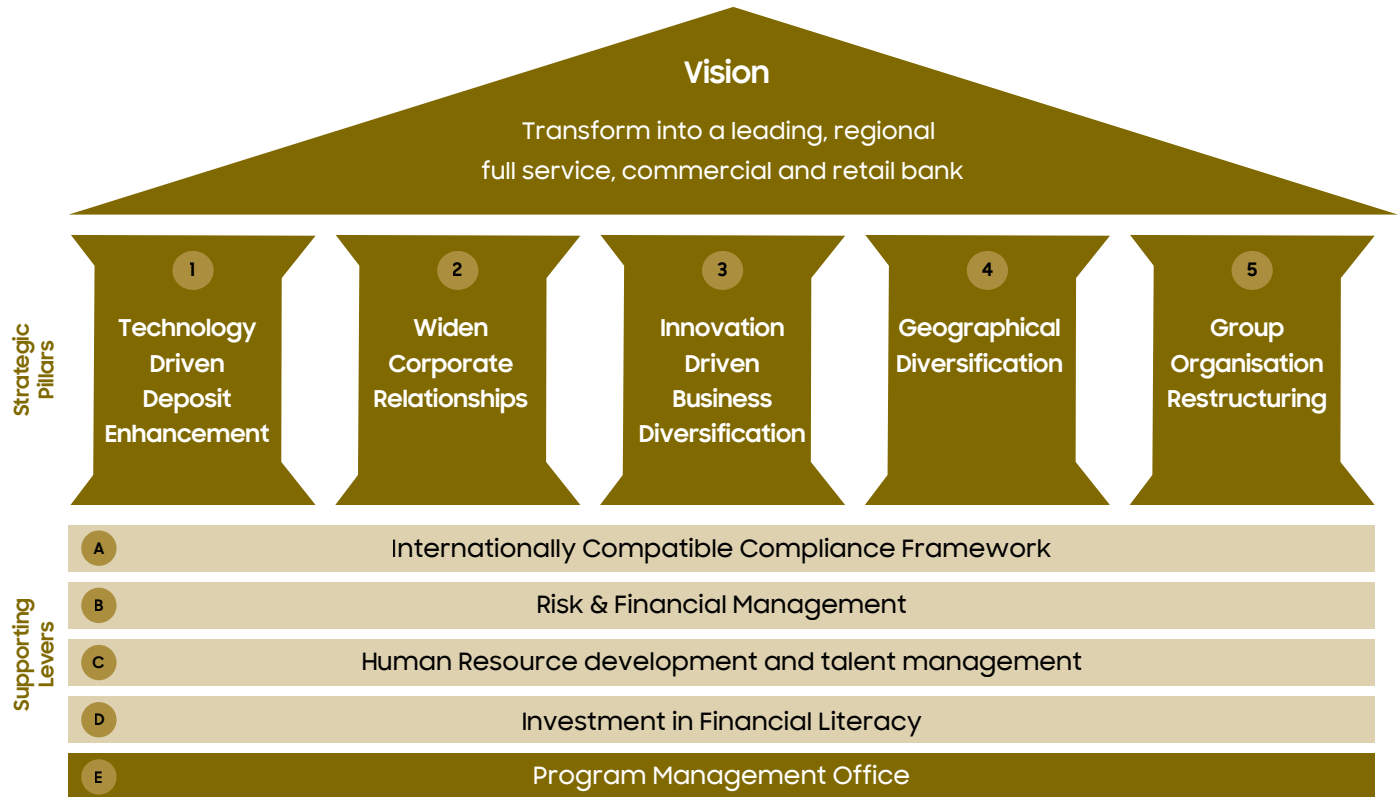 Vision
Transform into a leading, regional
full service, commercial and retail bank
Strategic
Pillars
1
Technology
Driven
Deposit
Enhancement
2
Widen
Corporate
Relationships
3
Innovation
Driven
Business
Diversification
4
Geographical
Diversification
5
Group
Organisation
Restructuring
Supporting
Levers
A
Internationally Compatible Compliance Framework
B
Risk & Financial Management
C
Human Resource development and talent management
D
Investment in Financial Literacy
E
Program Management Office